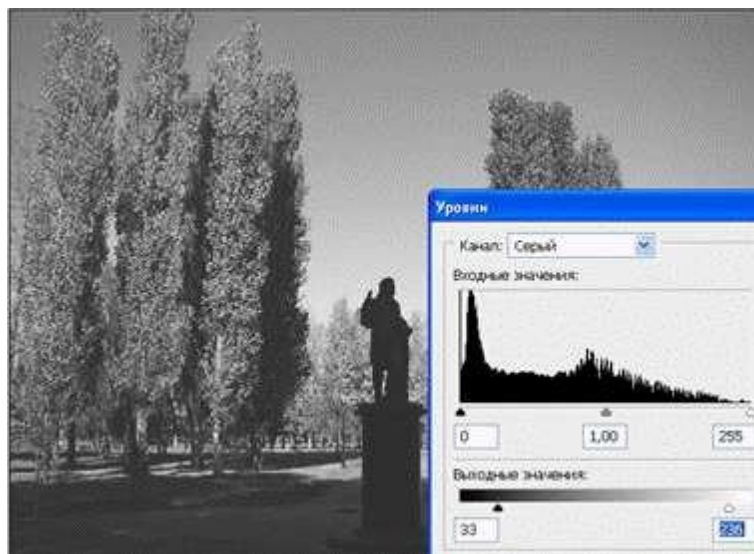 Уровни
Канал: Серый
Входные значения:
0 1,00 255
Выходные значения:
33 236